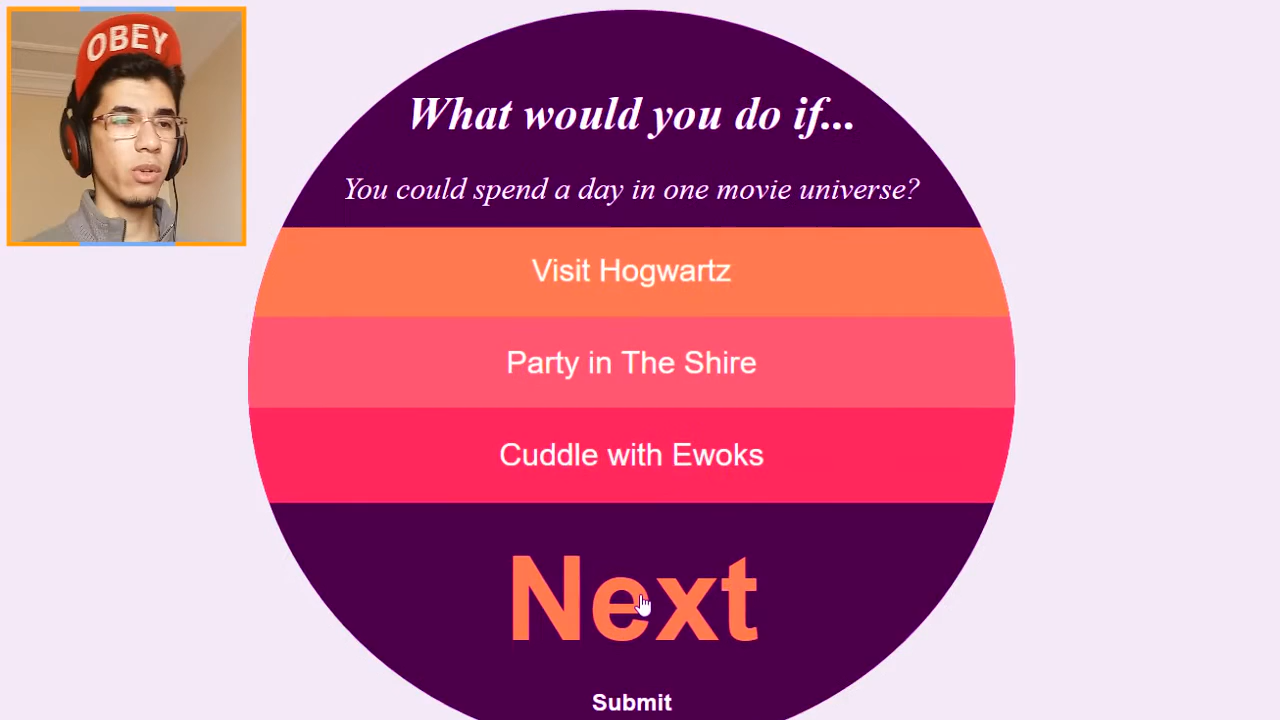 OBEY
What would you do if...
You could spend a day in one movie universe?
Visit Hogwartz
Party in The Shire
Cuddle with Ewoks
Next
Submit